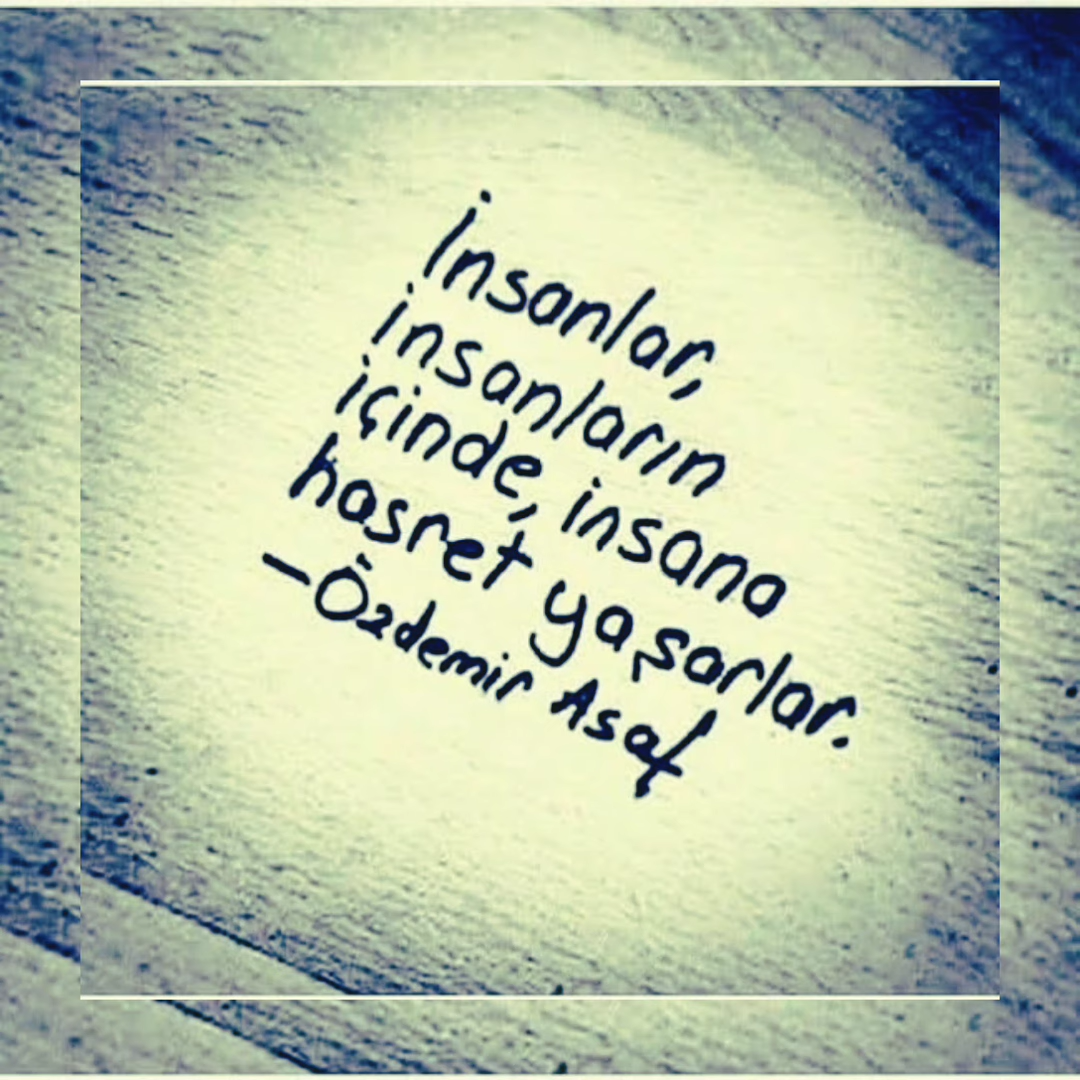 İnsanlar,
insanların
içinde, insana
hasret yaşarlar.
-Özdemir Asaf